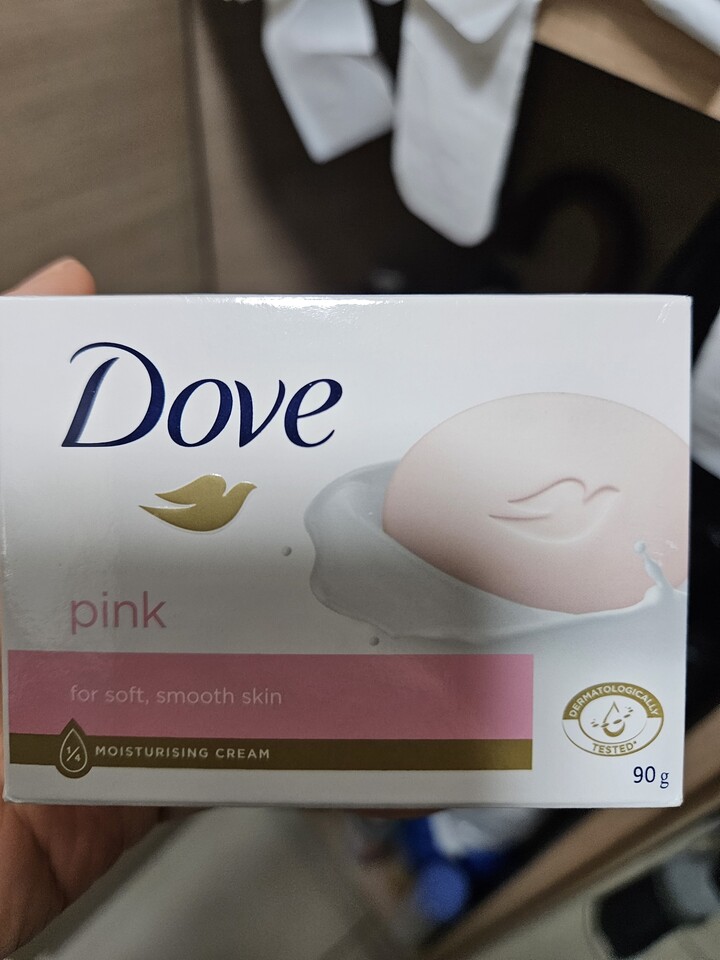 Dove
pink
for soft, smooth skin
1/4 MOISTURISING CREAM
DERMATOLOGICALLY
TESTED*
90 g